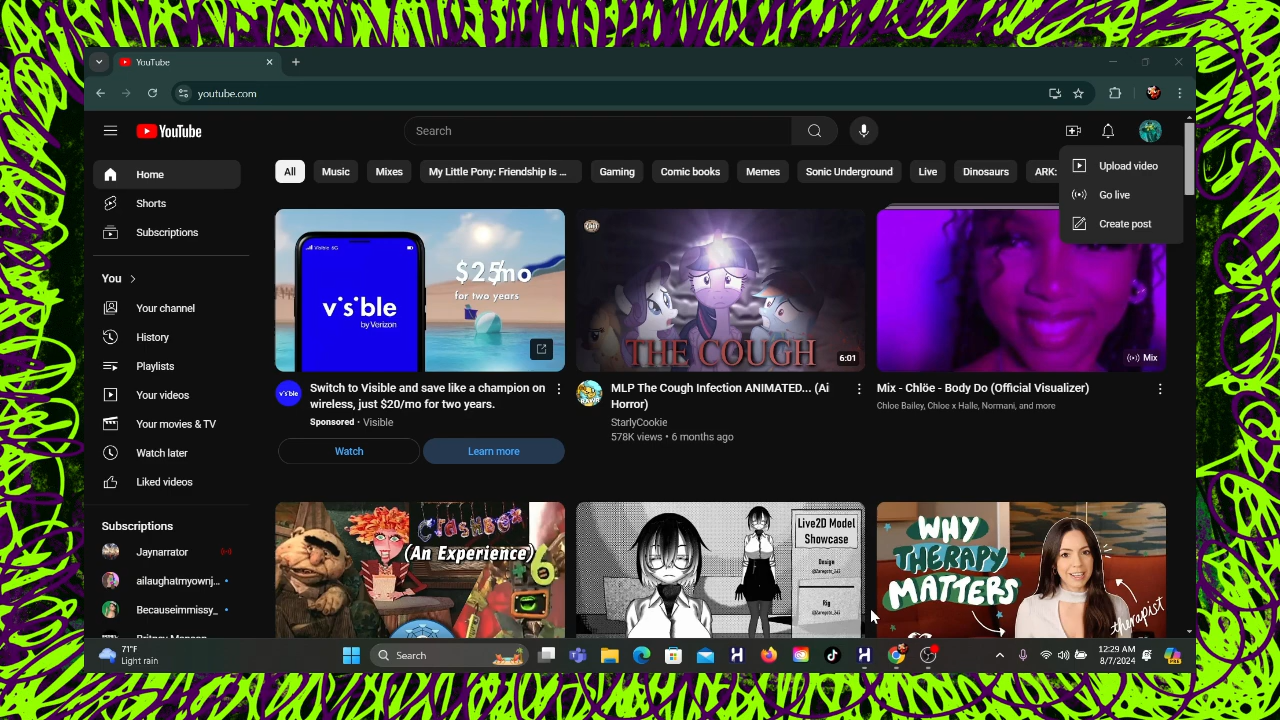 YouTube
youtube.com
YouTube
Search
Upload video
Go live
Create post
Home
Shorts
Subscriptions
You
Your channel
History
Playlists
Your videos
Your movies & TV
Watch later
Liked videos
Subscriptions
Jaynarrator
ailaughatmyownj...
Becauseimmissy_
All
Music
Mixes
My Little Pony: Friendship Is ...
Gaming
Comic books
Memes
Sonic Underground
Live
Dinosaurs
ARK:
Visible 5G
visible
by Verizon
$25/mo
for two years
Switch to Visible and save like a champion on
wireless, just $20/mo for two years.
Sponsored · Visible
Watch
Learn more
THE COUGH
6:01
MLP The Cough Infection ANIMATED... (Ai
Horror)
StarlyCookie
578K views • 6 months ago
Mix
Mix - Chlöe - Body Do (Official Visualizer)
Chloe Bailey, Chloe x Halle, Normani, and more
CLASHBOX
(An Experience)
6
Live2D Model
Showcase
Design
Rig
WHY
THERAPY
MATTERS
therapist
71°F
Light rain
Search
12:29 AM
8/7/2024